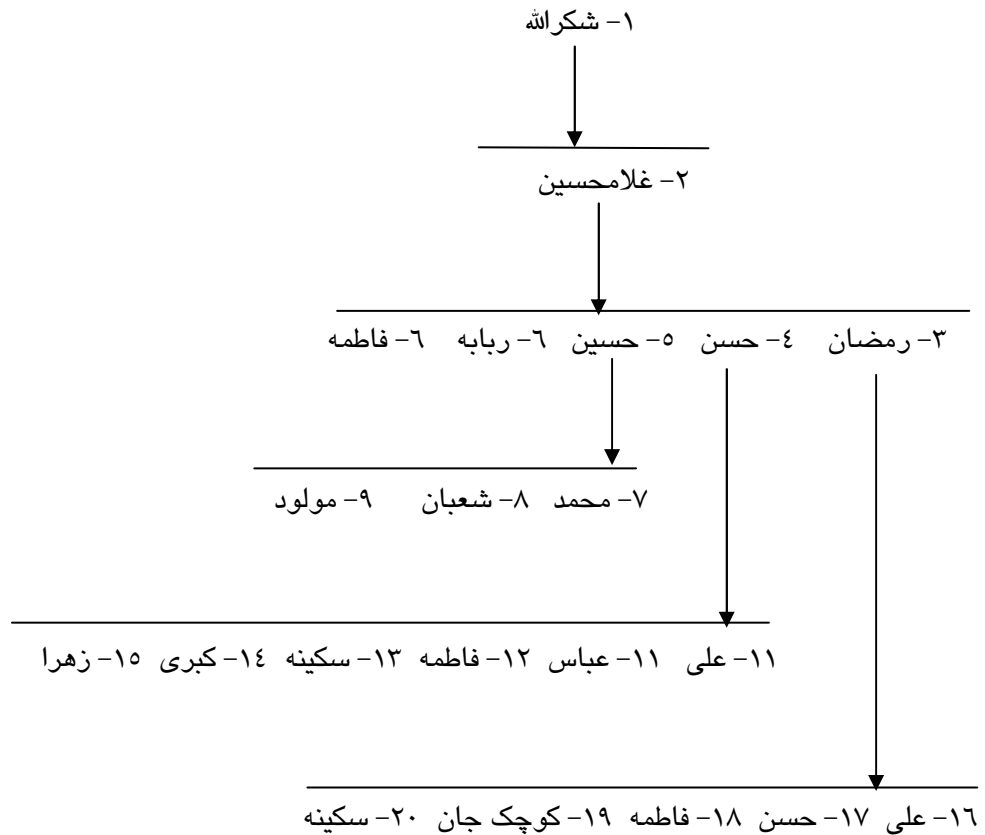 ۱- شکرالله
۲- غلامحسین
۳- رمضان ٤- حسن ٥- حسین ٦- ربابه ٦- فاطمه
۷- محمد ۸- شعبان ۹- مولود
۱۱- علی ۱۱- عباس ۱۲- فاطمه ۱۳- سکینه ۱٤- کبری ۱٥- زهرا
۱٦- علی ۱۷- حسن ۱۸- فاطمه ۱۹- کوچک جان ۲۰- سکینه